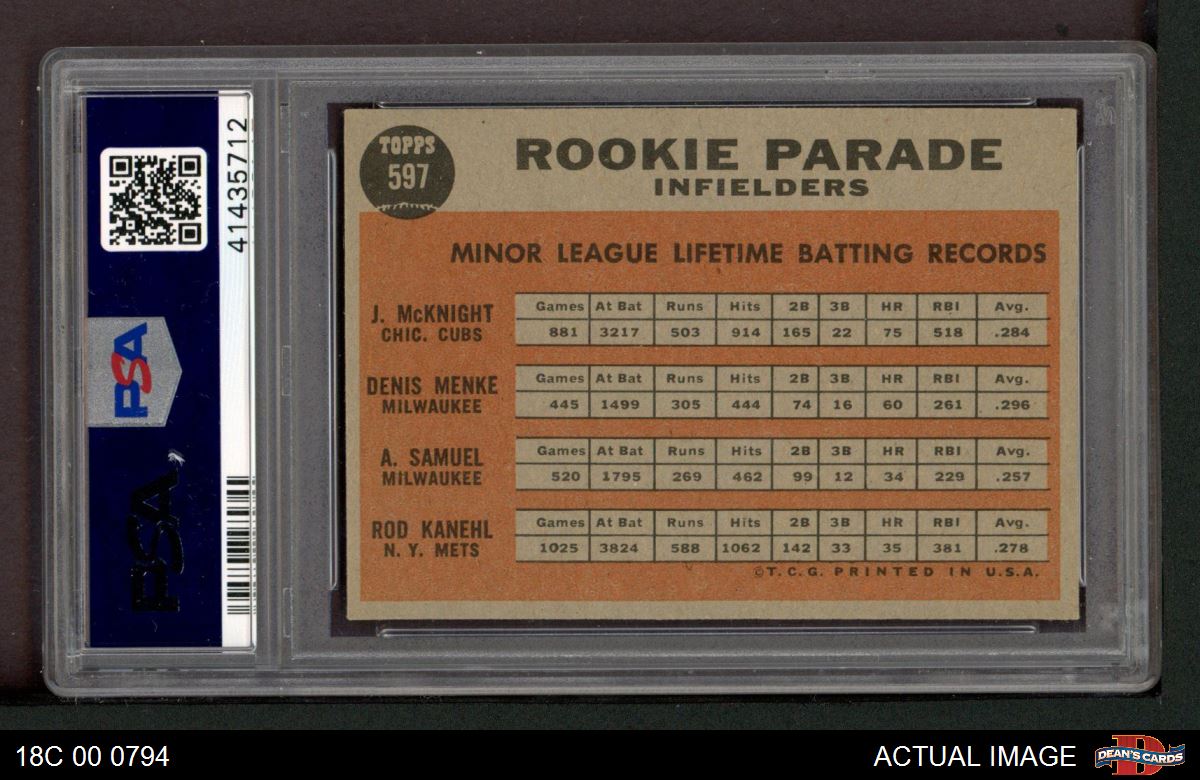 41435712
PSA
PSA
TOPPS
597
ROOKIE PARADE
INFIELDERS
MINOR LEAGUE LIFETIME BATTING RECORDS
J. McKNIGHT
CHIC. CUBS
Games At Bat Runs Hits 2B 3B HR RBI Avg.
881 3217 503 914 165 22 75 518 .284
DENIS MENKE
MILWAUKEE
Games At Bat Runs Hits 2B 3B HR RBI Avg.
445 1499 305 444 74 16 60 261 .296
A. SAMUEL
MILWAUKEE
Games At Bat Runs Hits 2B 3B HR RBI Avg.
520 1795 269 462 99 12 34 229 .257
ROD KANEHL
N. Y. METS
Games At Bat Runs Hits 2B 3B HR RBI Avg.
1025 3824 588 1062 142 33 35 381 .278
©T.C.G. PRINTED IN U.S.A.
18C 00 0794
ACTUAL IMAGE
DEAN'S CARDS